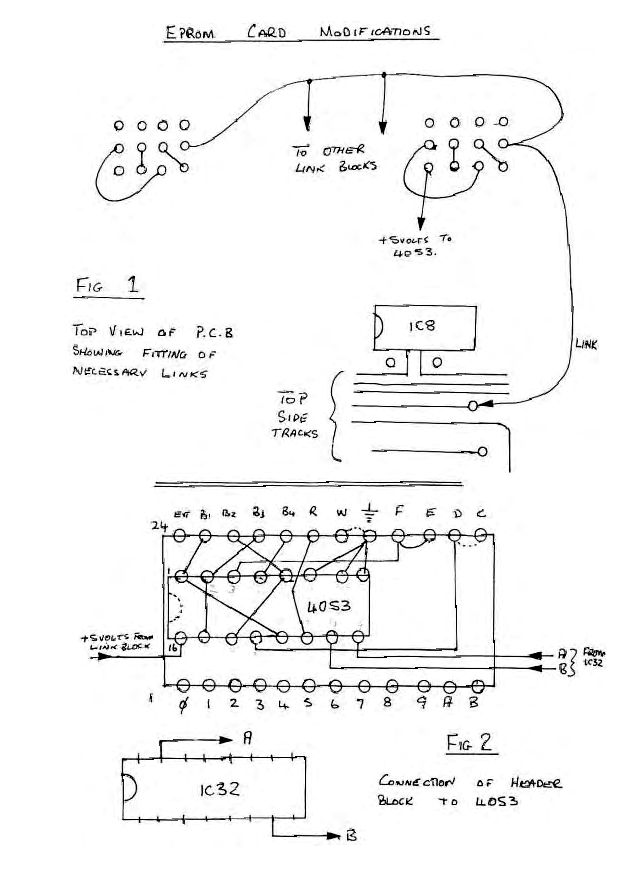 EPROM CARD MODIFICATIONS
TO OTHER
LINK BLOCKS
+5VOLTS TO
4053.
FIG 1
TOP VIEW OF P.C.B
SHOWING FITTING OF
NECESSARY LINKS
IC8
LINK
TOP
SIDE
TRACKS
EXT B1 B2 B3 B4 R W F E D C
24
4053
+5VOLTS FROM
LINK BLOCK
16
A
B
FROM
IC32
1
0 1 2 3 4 5 6 7 8 9 A B
A
IC32
B
FIG 2
CONNECTION OF HEADER
BLOCK TO 4053